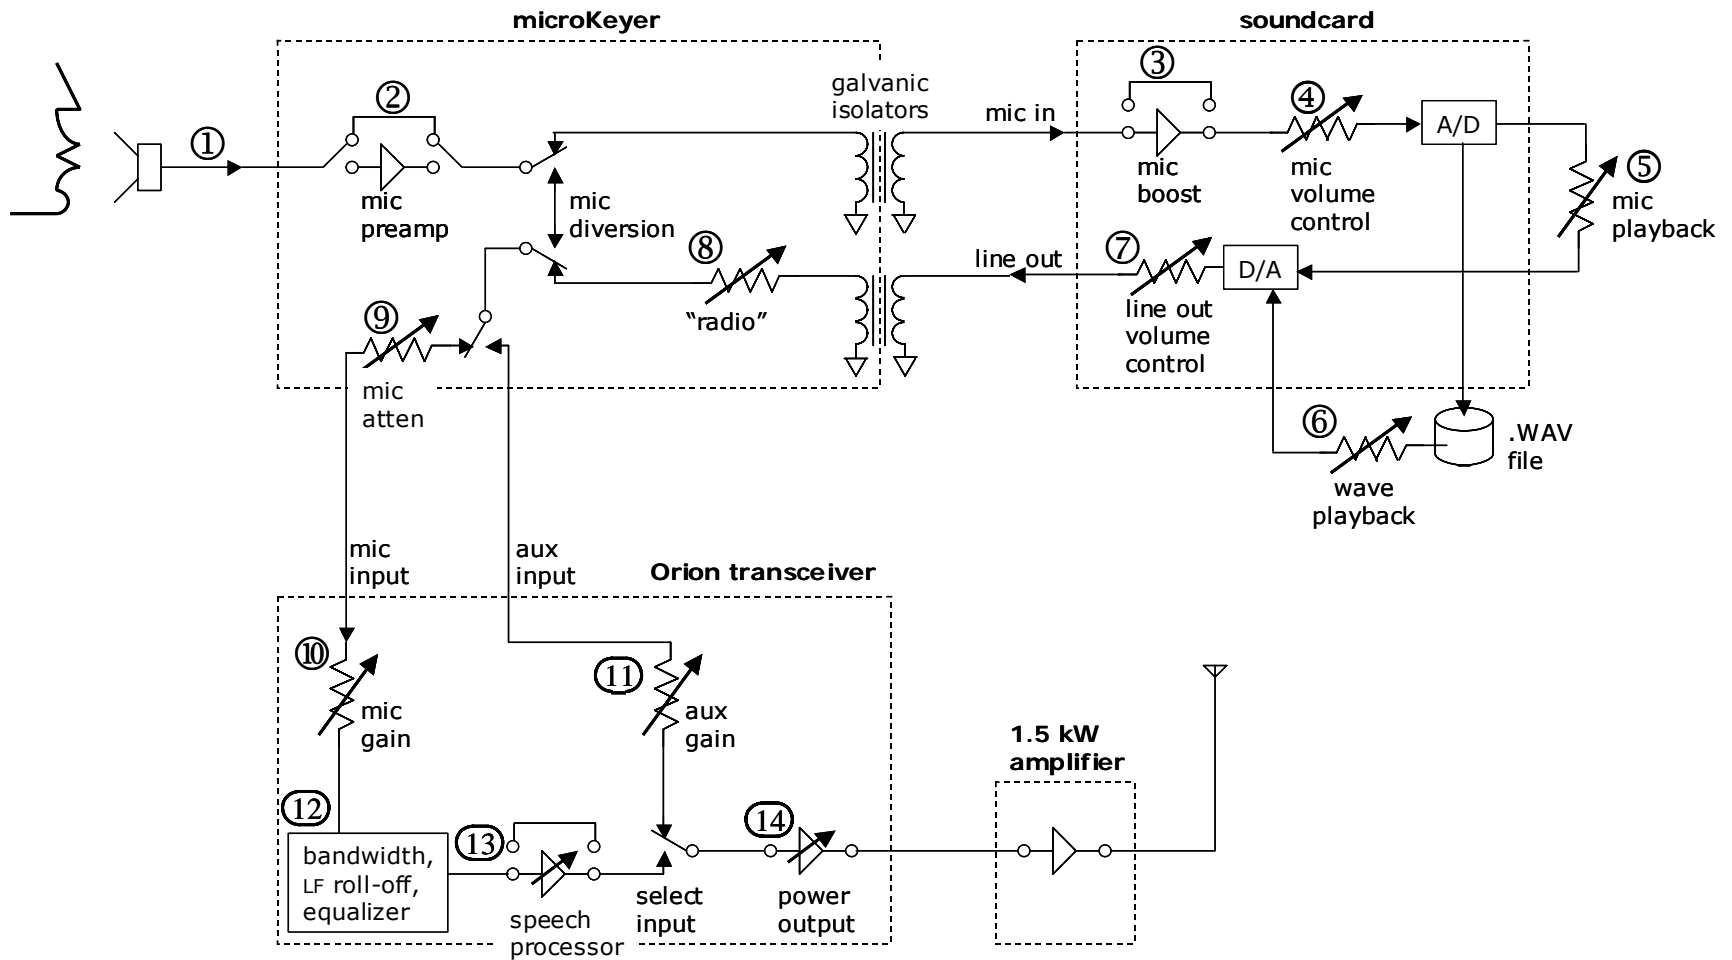 microKeyer
soundcard
①
②
mic
preamp
mic
diversion
galvanic
isolators
mic in
③
mic
boost
④
mic
volume
control
A/D
⑤
mic
playback
⑧
"radio"
line out
⑦
line out
volume
control
D/A
⑨
mic
atten
⑥
wave
playback
.WAV
file
mic
input
aux
input
Orion transceiver
⑩
mic
gain
⑪
aux
gain
⑫
bandwidth,
LF roll-off,
equalizer
⑬
speech
processor
select
input
⑭
power
output
1.5 kW
amplifier